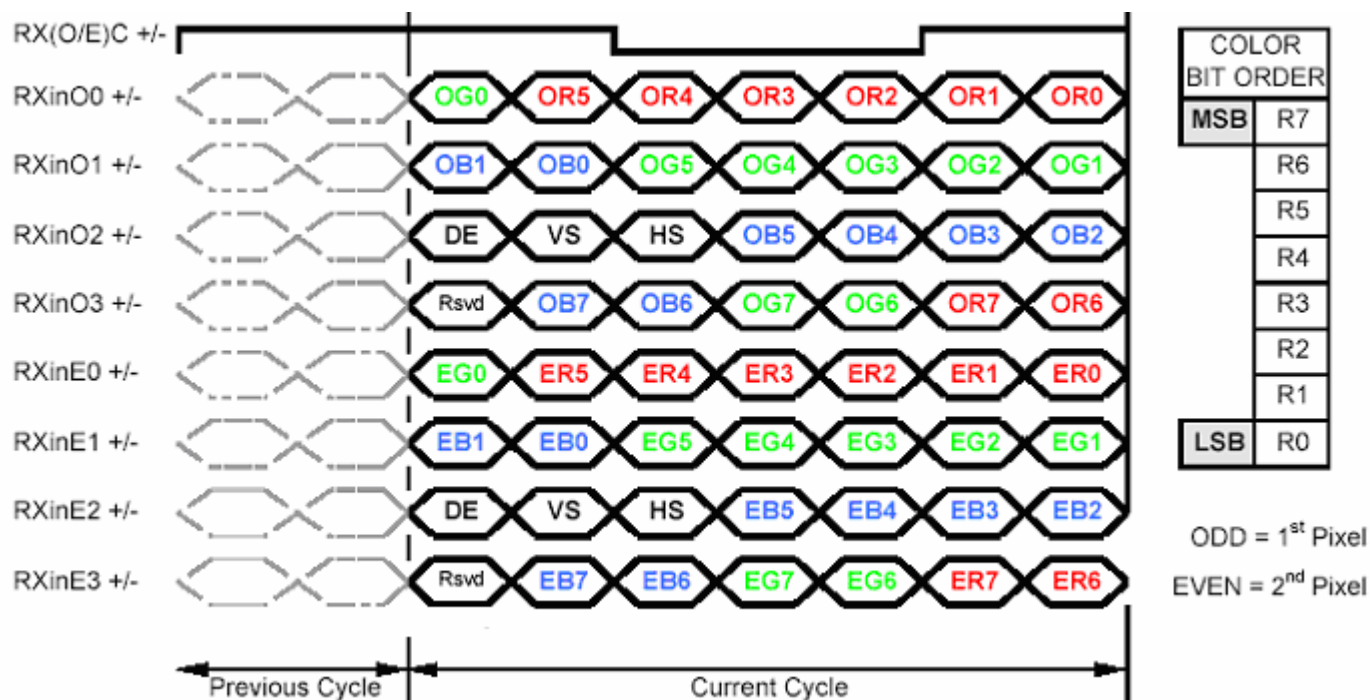 RX(O/E)C +/-
RXinO0 +/- OG0 OR5 OR4 OR3 OR2 OR1 OR0
RXinO1 +/- OB1 OB0 OG5 OG4 OG3 OG2 OG1
RXinO2 +/- DE VS HS OB5 OB4 OB3 OB2
RXinO3 +/- Rsvd OB7 OB6 OG7 OG6 OR7 OR6
RXinE0 +/- EG0 ER5 ER4 ER3 ER2 ER1 ER0
RXinE1 +/- EB1 EB0 EG5 EG4 EG3 EG2 EG1
RXinE2 +/- DE VS HS EB5 EB4 EB3 EB2
RXinE3 +/- Rsvd EB7 EB6 EG7 EG6 ER7 ER6
Previous Cycle Current Cycle
COLOR
BIT ORDER
MSB R7
R6
R5
R4
R3
R2
R1
LSB R0
ODD = 1st Pixel
EVEN = 2nd Pixel